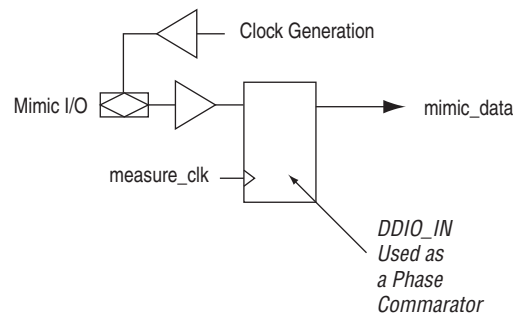 Clock Generation
Mimic I/O
mimic_data
measure_clk
DDIO_IN
Used as
a Phase
Commarator